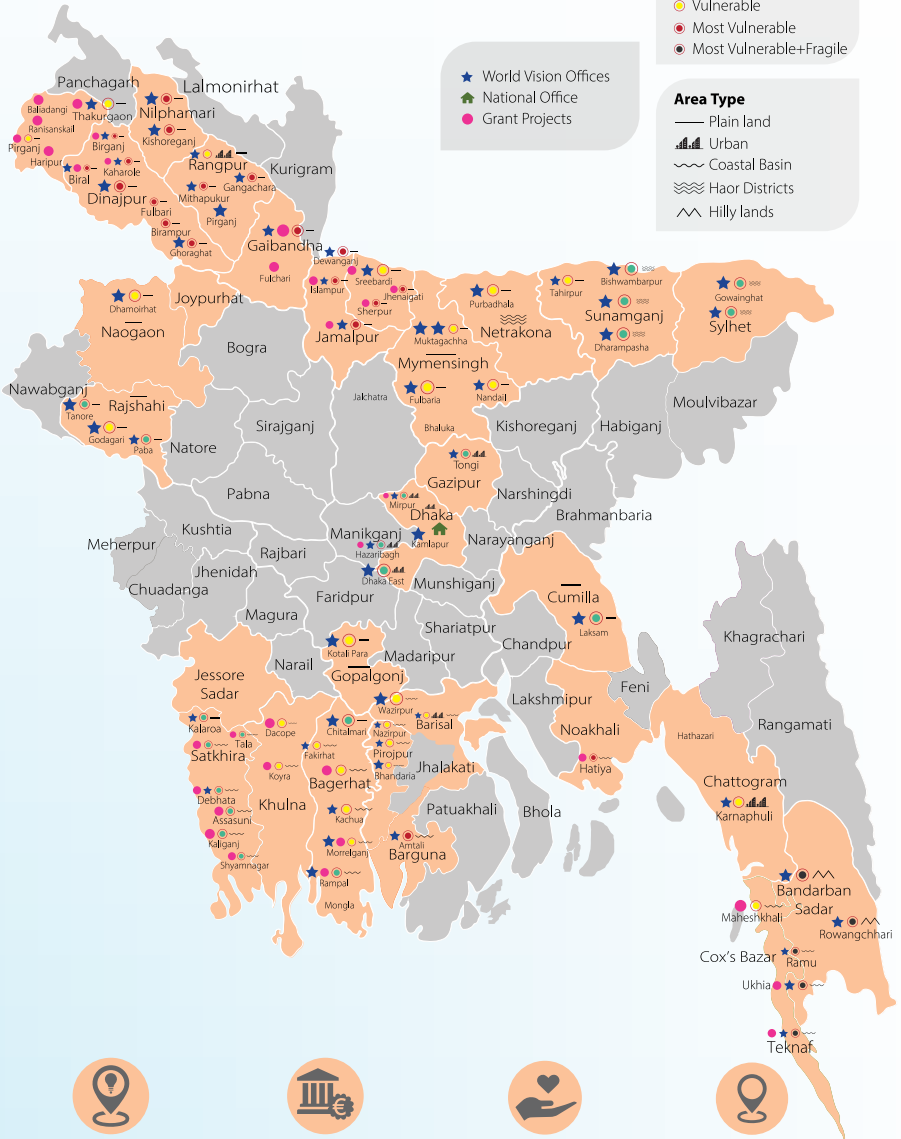 Vulnerable
Most Vulnerable
Most Vulnerable+Fragile
World Vision Offices
National Office
Grant Projects
Area Type
Plain land
Urban
Coastal Basin
Haor Districts
Hilly lands
Panchagarh
Lalmonirhat
Baliadangi
Thakurgaon
Nilphamari
Ranisanskail
Kishoreganj
Pirganj
Birganj
Haripur
Rangpur
Kurigram
Biral
Kaharole
Gangachara
Dinajpur
Mithapukur
Fulbari
Pirganj
Birampur
Ghoraghat
Gaibandha
Dewanganj
Fulchari
Islampur
Sreebardi
Jhenaigati
Sherpur
Jamalpur
Purbadhala
Netrakona
Tahirpur
Bishwambarpur
Sunamganj
Dharampasha
Gowainghat
Sylhet
Dhamoirhat
Joypurhat
Naogaon
Bogra
Muktagachha
Mymensingh
Fulbaria
Nandail
Jalchatra
Bhaluka
Kishoreganj
Habiganj
Moulvibazar
Nawabganj
Tanore
Rajshahi
Godagari
Paba
Natore
Sirajganj
Tongi
Gazipur
Narshingdi
Pabna
Mirpur
Dhaka
Kamlapur
Brahmanbaria
Narayanganj
Manikganj
Hazaribagh
Dhaka East
Kushtia
Meherpur
Rajbari
Jhenidah
Chuadanga
Faridpur
Munshiganj
Magura
Shariatpur
Cumilla
Laksam
Chandpur
Kotali Para
Madaripur
Narail
Gopalgonj
Khagrachari
Jessore
Sadar
Lakshmipur
Feni
Rangamati
Wazirpur
Barisal
Noakhali
Hathazari
Kalaroa
Tala
Dacope
Chitalmari
Nazirpur
Satkhira
Fakirhat
Pirojpur
Koyra
Bagerhat
Bhandaria
Jhalakati
Hatiya
Chattogram
Debhata
Khulna
Karnaphuli
Assasuni
Kachua
Patuakhali
Bhola
Kaliganj
Morrelganj
Amtali
Barguna
Shyamnagar
Rampal
Mongla
Bandarban
Sadar
Maheshkhali
Rowangchhari
Cox's Bazar
Ramu
Ukhia
Teknaf